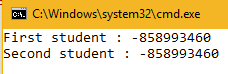 C:\Windows\system32\cmd.exe
First student : -858993460
Second student : -858993460